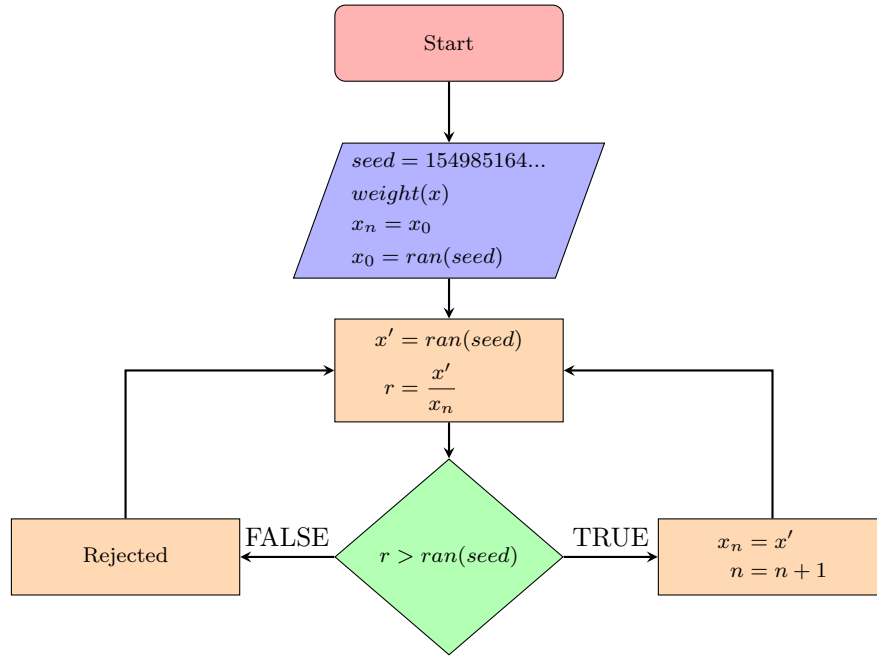 Start
seed = 154985164...
weight(x)
x_n = x_0
x_0 = ran(seed)
x′ = ran(seed)
r = x′/x_n
FALSE
TRUE
Rejected
r > ran(seed)
x_n = x′
n = n + 1